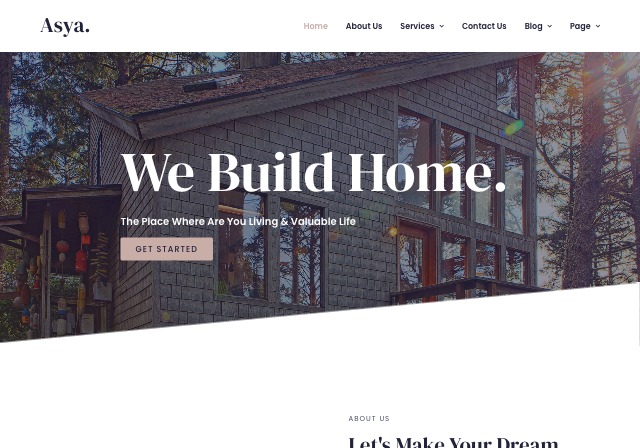 Asya.
Home About Us Services Contact Us Blog Page
We Build Home.
The Place Where Are You Living & Valuable Life
GET STARTED
ABOUT US
Let's Make Your Dream